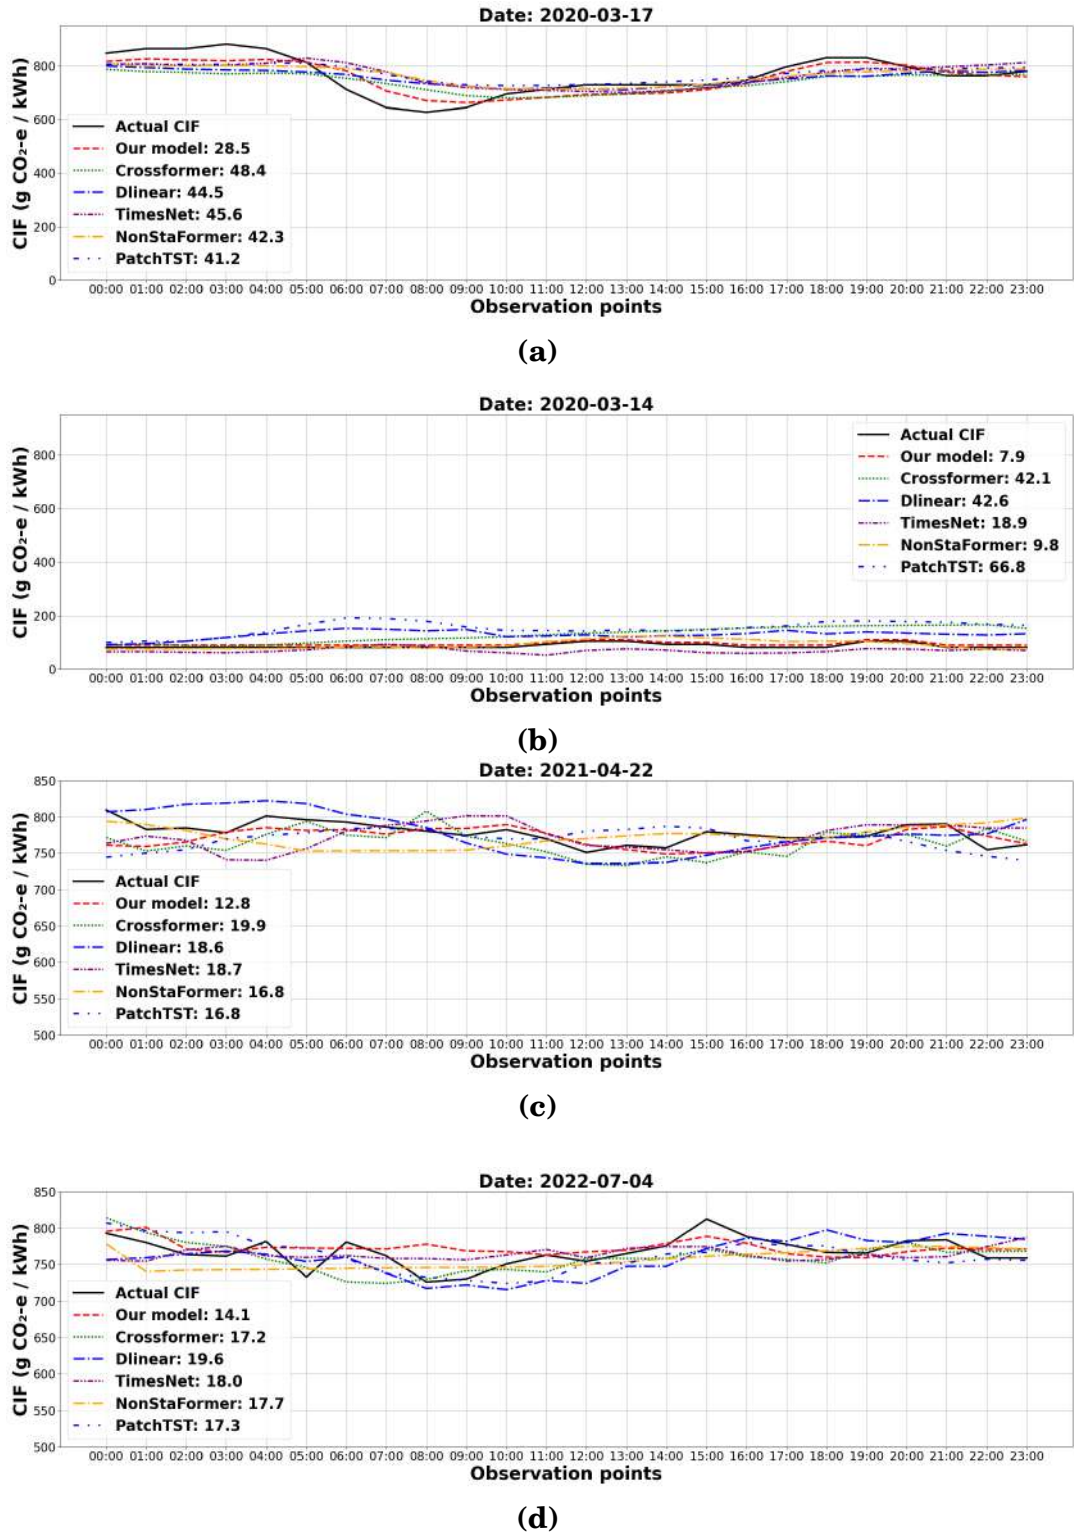 Date: 2020-03-17
CIF (g CO₂-e / kWh)
800
600
400
200
0
Actual CIF
Our model: 28.5
Crossformer: 48.4
Dlinear: 44.5
TimesNet: 45.6
NonStaFormer: 42.3
PatchTST: 41.2
00:00 01:00 02:00 03:00 04:00 05:00 06:00 07:00 08:00 09:00 10:00 11:00 12:00 13:00 14:00 15:00 16:00 17:00 18:00 19:00 20:00 21:00 22:00 23:00
Observation points
(a)
Date: 2020-03-14
CIF (g CO₂-e / kWh)
800
600
400
200
0
Actual CIF
Our model: 7.9
Crossformer: 42.1
Dlinear: 42.6
TimesNet: 18.9
NonStaFormer: 9.8
PatchTST: 66.8
00:00 01:00 02:00 03:00 04:00 05:00 06:00 07:00 08:00 09:00 10:00 11:00 12:00 13:00 14:00 15:00 16:00 17:00 18:00 19:00 20:00 21:00 22:00 23:00
Observation points
(b)
Date: 2021-04-22
CIF (g CO₂-e / kWh)
850
800
750
700
650
600
550
500
Actual CIF
Our model: 12.8
Crossformer: 19.9
Dlinear: 18.6
TimesNet: 18.7
NonStaFormer: 16.8
PatchTST: 16.8
00:00 01:00 02:00 03:00 04:00 05:00 06:00 07:00 08:00 09:00 10:00 11:00 12:00 13:00 14:00 15:00 16:00 17:00 18:00 19:00 20:00 21:00 22:00 23:00
Observation points
(c)
Date: 2022-07-04
CIF (g CO₂-e / kWh)
850
800
750
700
650
600
550
500
Actual CIF
Our model: 14.1
Crossformer: 17.2
Dlinear: 19.6
TimesNet: 18.0
NonStaFormer: 17.7
PatchTST: 17.3
00:00 01:00 02:00 03:00 04:00 05:00 06:00 07:00 08:00 09:00 10:00 11:00 12:00 13:00 14:00 15:00 16:00 17:00 18:00 19:00 20:00 21:00 22:00 23:00
Observation points
(d)